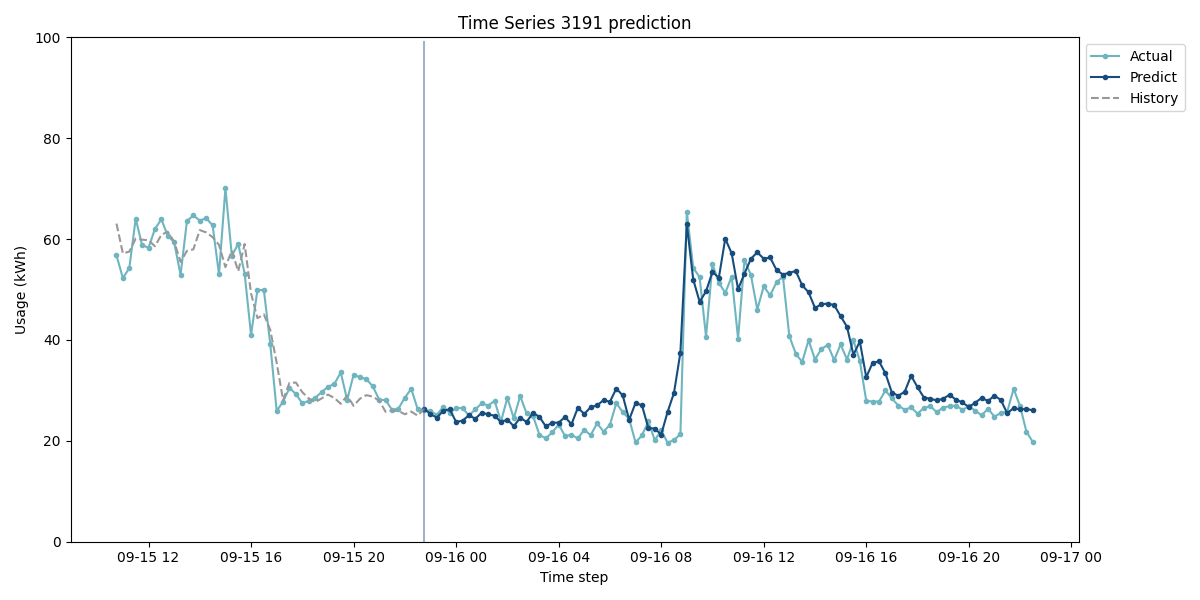 Time Series 3191 prediction
100
80
60
40
20
0
Usage (kWh)
09-15 12
09-15 16
09-15 20
09-16 00
09-16 04
09-16 08
09-16 12
09-16 16
09-16 20
09-17 00
Time step
Actual
Predict
History